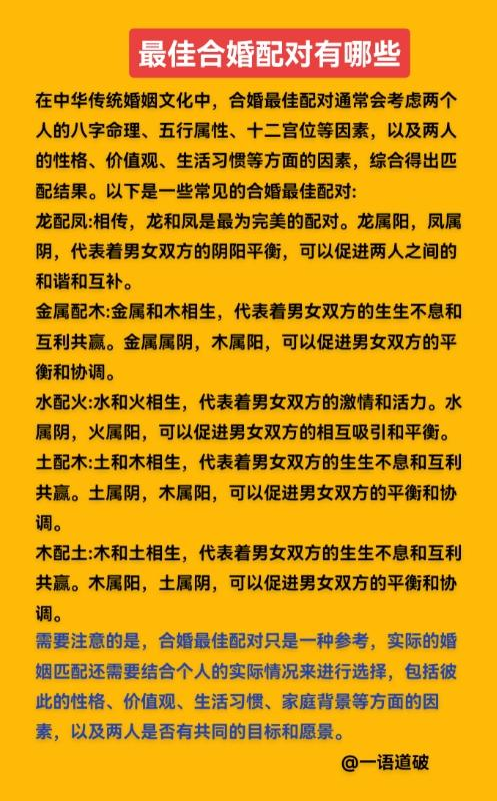 最佳合婚配对有哪些
在中华传统婚姻文化中，合婚最佳配对通常会考虑两个
人的八字命理、五行属性、十二宫位等因素，以及两人
的性格、价值观、生活习惯等方面的因素，综合得出匹
配结果。以下是一些常见的合婚最佳配对:
龙配凤:相传，龙和凤是最为完美的配对。龙属阳，凤属
阴，代表着男女双方的阴阳平衡，可以促进两人之间的
和谐和互补。
金属配木:金属和木相生，代表着男女双方的生生不息和
互利共赢。金属属阴，木属阳，可以促进男女双方的平
衡和协调。
水配火:水和火相生，代表着男女双方的激情和活力。水
属阴，火属阳，可以促进男女双方的相互吸引和平衡。
土配木:土和木相生，代表着男女双方的生生不息和互利
共赢。土属阴，木属阳，可以促进男女双方的平衡和协
调。
木配土:木和土相生，代表着男女双方的生生不息和互利
共赢。木属阳，土属阴，可以促进男女双方的平衡和协
调。
需要注意的是，合婚最佳配对只是一种参考，实际的婚
姻匹配还需要结合个人的实际情况来进行选择，包括彼
此的性格、价值观、生活习惯、家庭背景等方面的因
素，以及两人是否有共同的目标和愿景。
@一语道破